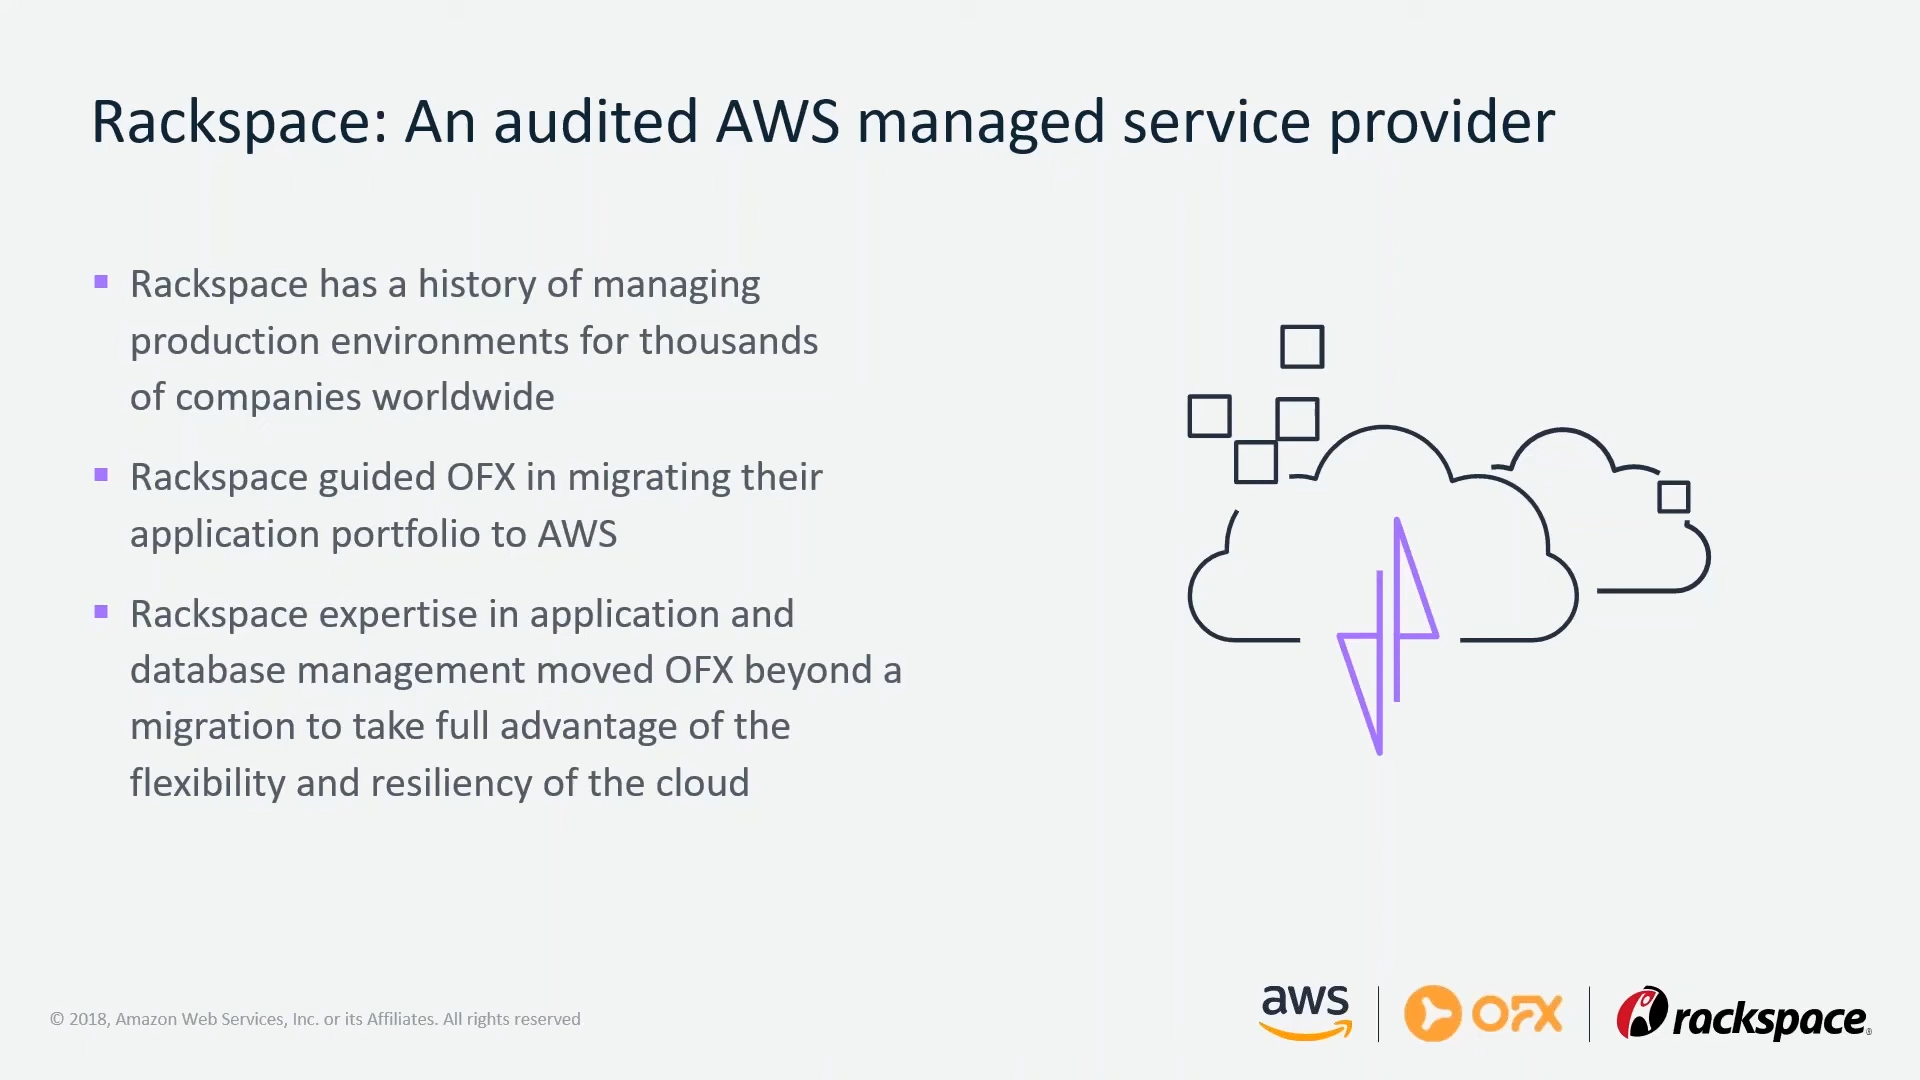 Rackspace: An audited AWS managed service provider
Rackspace has a history of managing
production environments for thousands
of companies worldwide
Rackspace guided OFX in migrating their
application portfolio to AWS
Rackspace expertise in application and
database management moved OFX beyond a
migration to take full advantage of the
flexibility and resiliency of the cloud
© 2018, Amazon Web Services, Inc. or its Affiliates. All rights reserved
aws
OFX
rackspace®